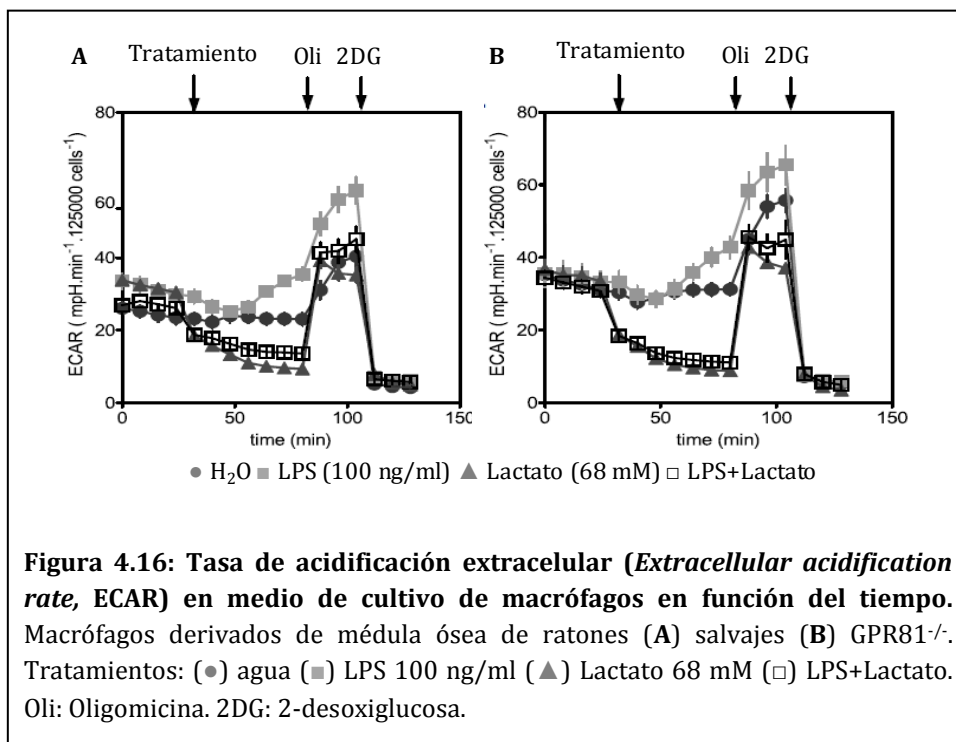 A Tratamiento Oli 2DG B Tratamiento Oli 2DG
80
60
40
20
0
ECAR ( mpH.min⁻¹.125000 cells⁻¹)
0 50 100 150
time (min)
80
60
40
20
0
ECAR ( mpH.min⁻¹.125000 cells⁻¹)
0 50 100 150
time (min)
● H₂O ■ LPS (100 ng/ml) ▲ Lactato (68 mM) □ LPS+Lactato
Figura 4.16: Tasa de acidificación extracelular (Extracellular acidification
rate, ECAR) en medio de cultivo de macrófagos en función del tiempo.
Macrófagos derivados de médula ósea de ratones (A) salvajes (B) GPR81⁻/⁻.
Tratamientos: (●) agua (■) LPS 100 ng/ml (▲) Lactato 68 mM (□) LPS+Lactato.
Oli: Oligomicina. 2DG: 2-desoxiglucosa.